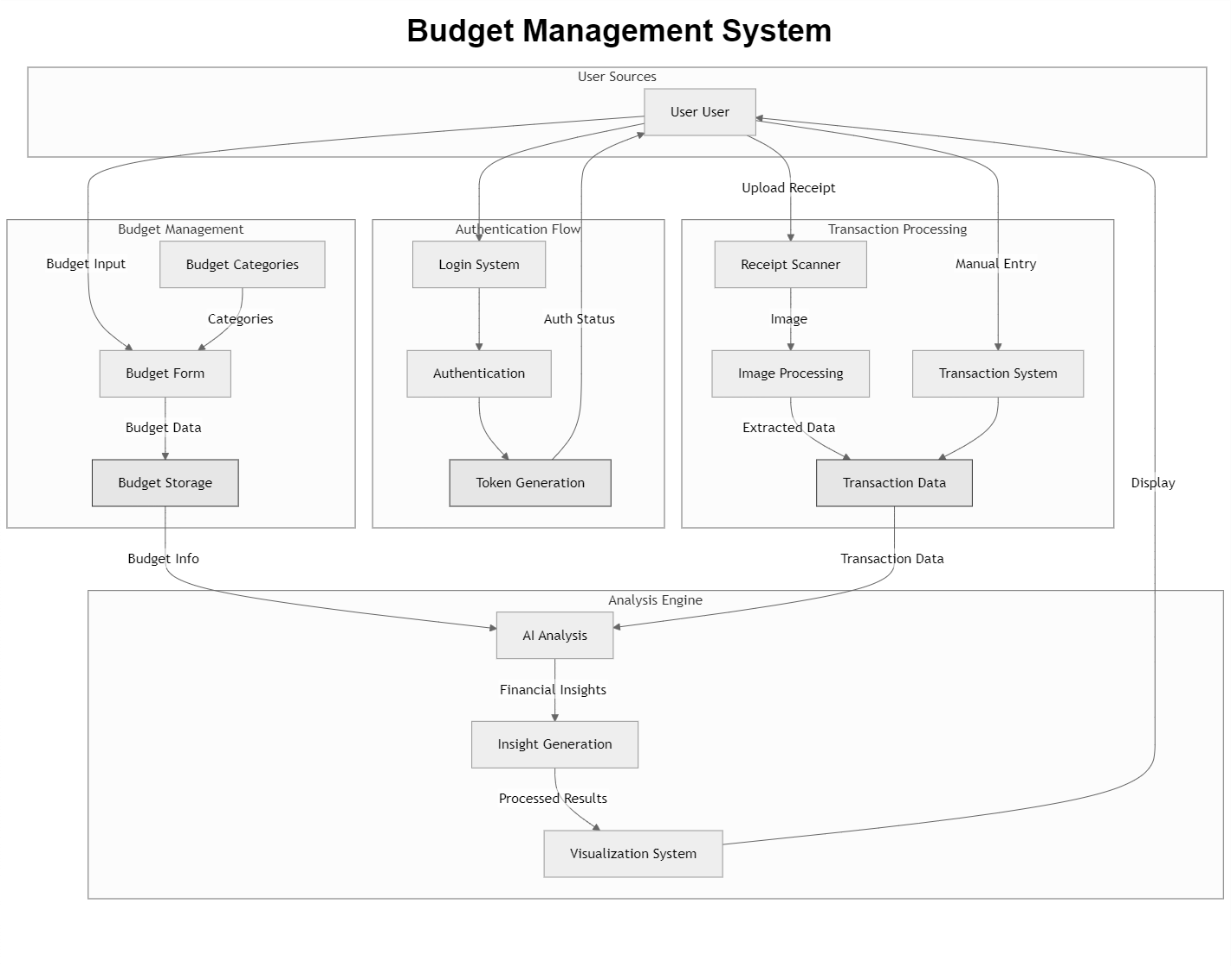 Budget Management System
User Sources
User User
Upload Receipt
Budget Management
Authentication Flow
Transaction Processing
Budget Input
Budget Categories
Login System
Receipt Scanner
Manual Entry
Categories
Auth Status
Image
Budget Form
Authentication
Image Processing
Transaction System
Budget Data
Extracted Data
Budget Storage
Token Generation
Transaction Data
Display
Budget Info
Transaction Data
Analysis Engine
AI Analysis
Financial Insights
Insight Generation
Processed Results
Visualization System